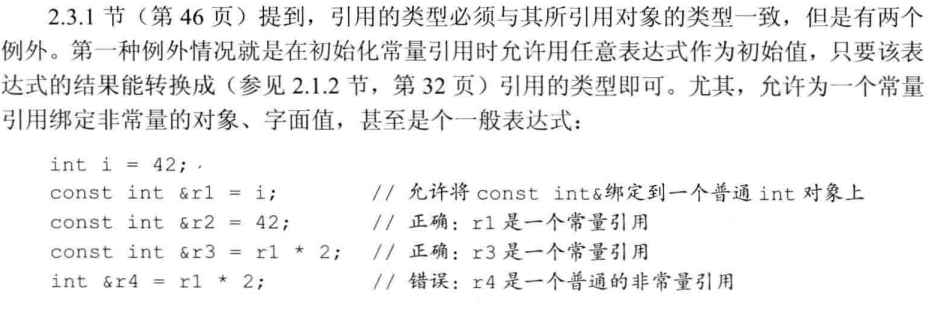 2.3.1 节（第 46 页）提到，引用的类型必须与其所引用对象的类型一致，但是有两个
例外。第一种例外情况就是在初始化常量引用时允许用任意表达式作为初始值，只要该表
达式的结果能转换成（参见 2.1.2 节，第 32 页）引用的类型即可。尤其，允许为一个常量
引用绑定非常量的对象、字面值，甚至是个一般表达式：
int i = 42;
const int &r1 = i; // 允许将 const int&绑定到一个普通 int 对象上
const int &r2 = 42; // 正确：r1 是一个常量引用
const int &r3 = r1 * 2; // 正确：r3 是一个常量引用
int &r4 = r1 * 2; // 错误：r4 是一个普通的非常量引用